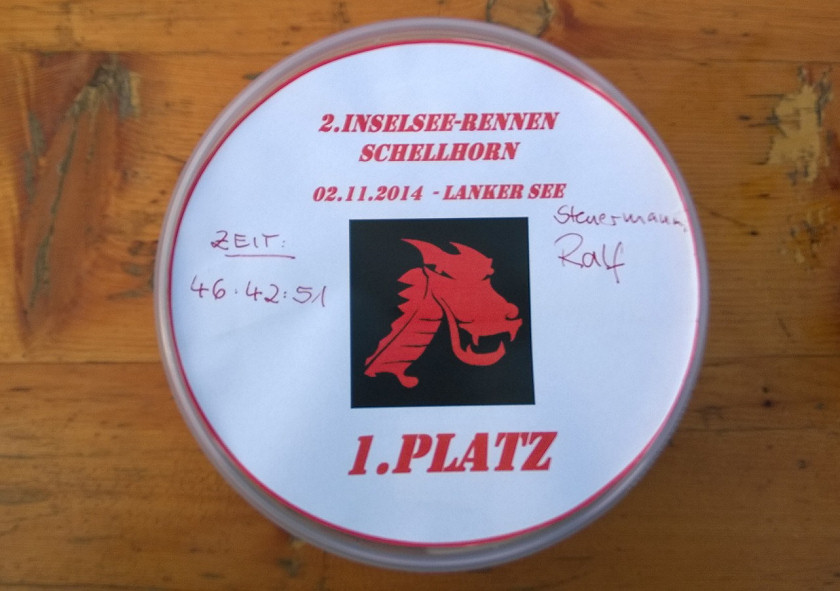 2.INSELSEE-RENNEN
SCHELLHORN
02.11.2014 - LANKER SEE
ZEIT:
46:42:51
Steuermann:
Ralf
1.PLATZ